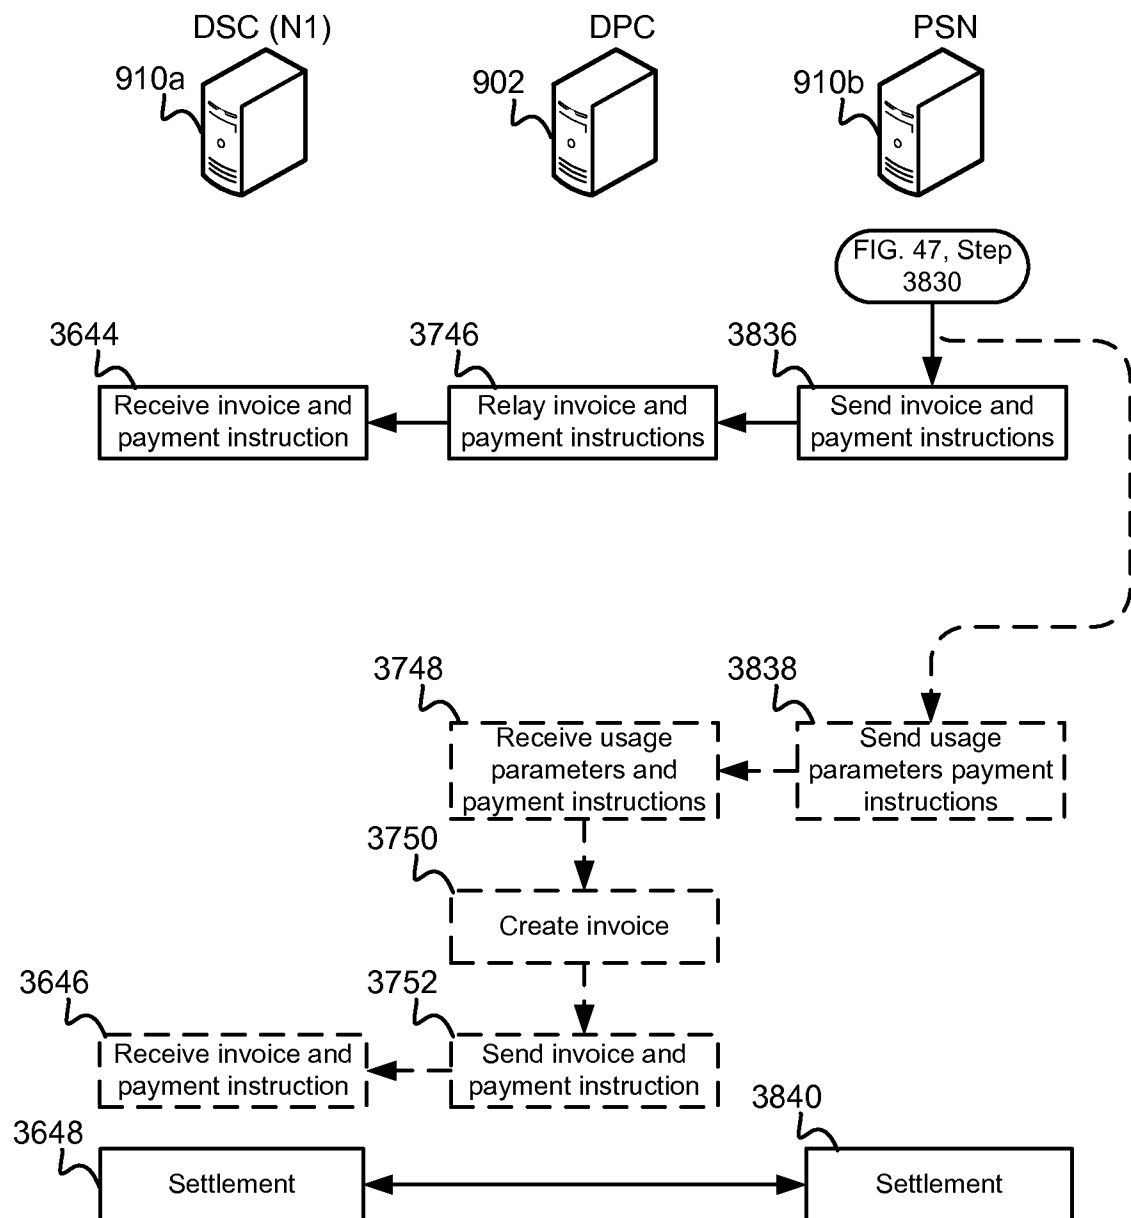 DSC (N1)
DPC
PSN
910a
902
910b
FIG. 47, Step
3830
3644
3746
3836
Receive invoice and
payment instruction
Relay invoice and
payment instructions
Send invoice and
payment instructions
3748
3838
Receive usage
parameters and
payment instructions
Send usage
parameters payment
instructions
3750
Create invoice
3646
3752
Receive invoice and
payment instruction
Send invoice and
payment instruction
3648
3840
Settlement
Settlement